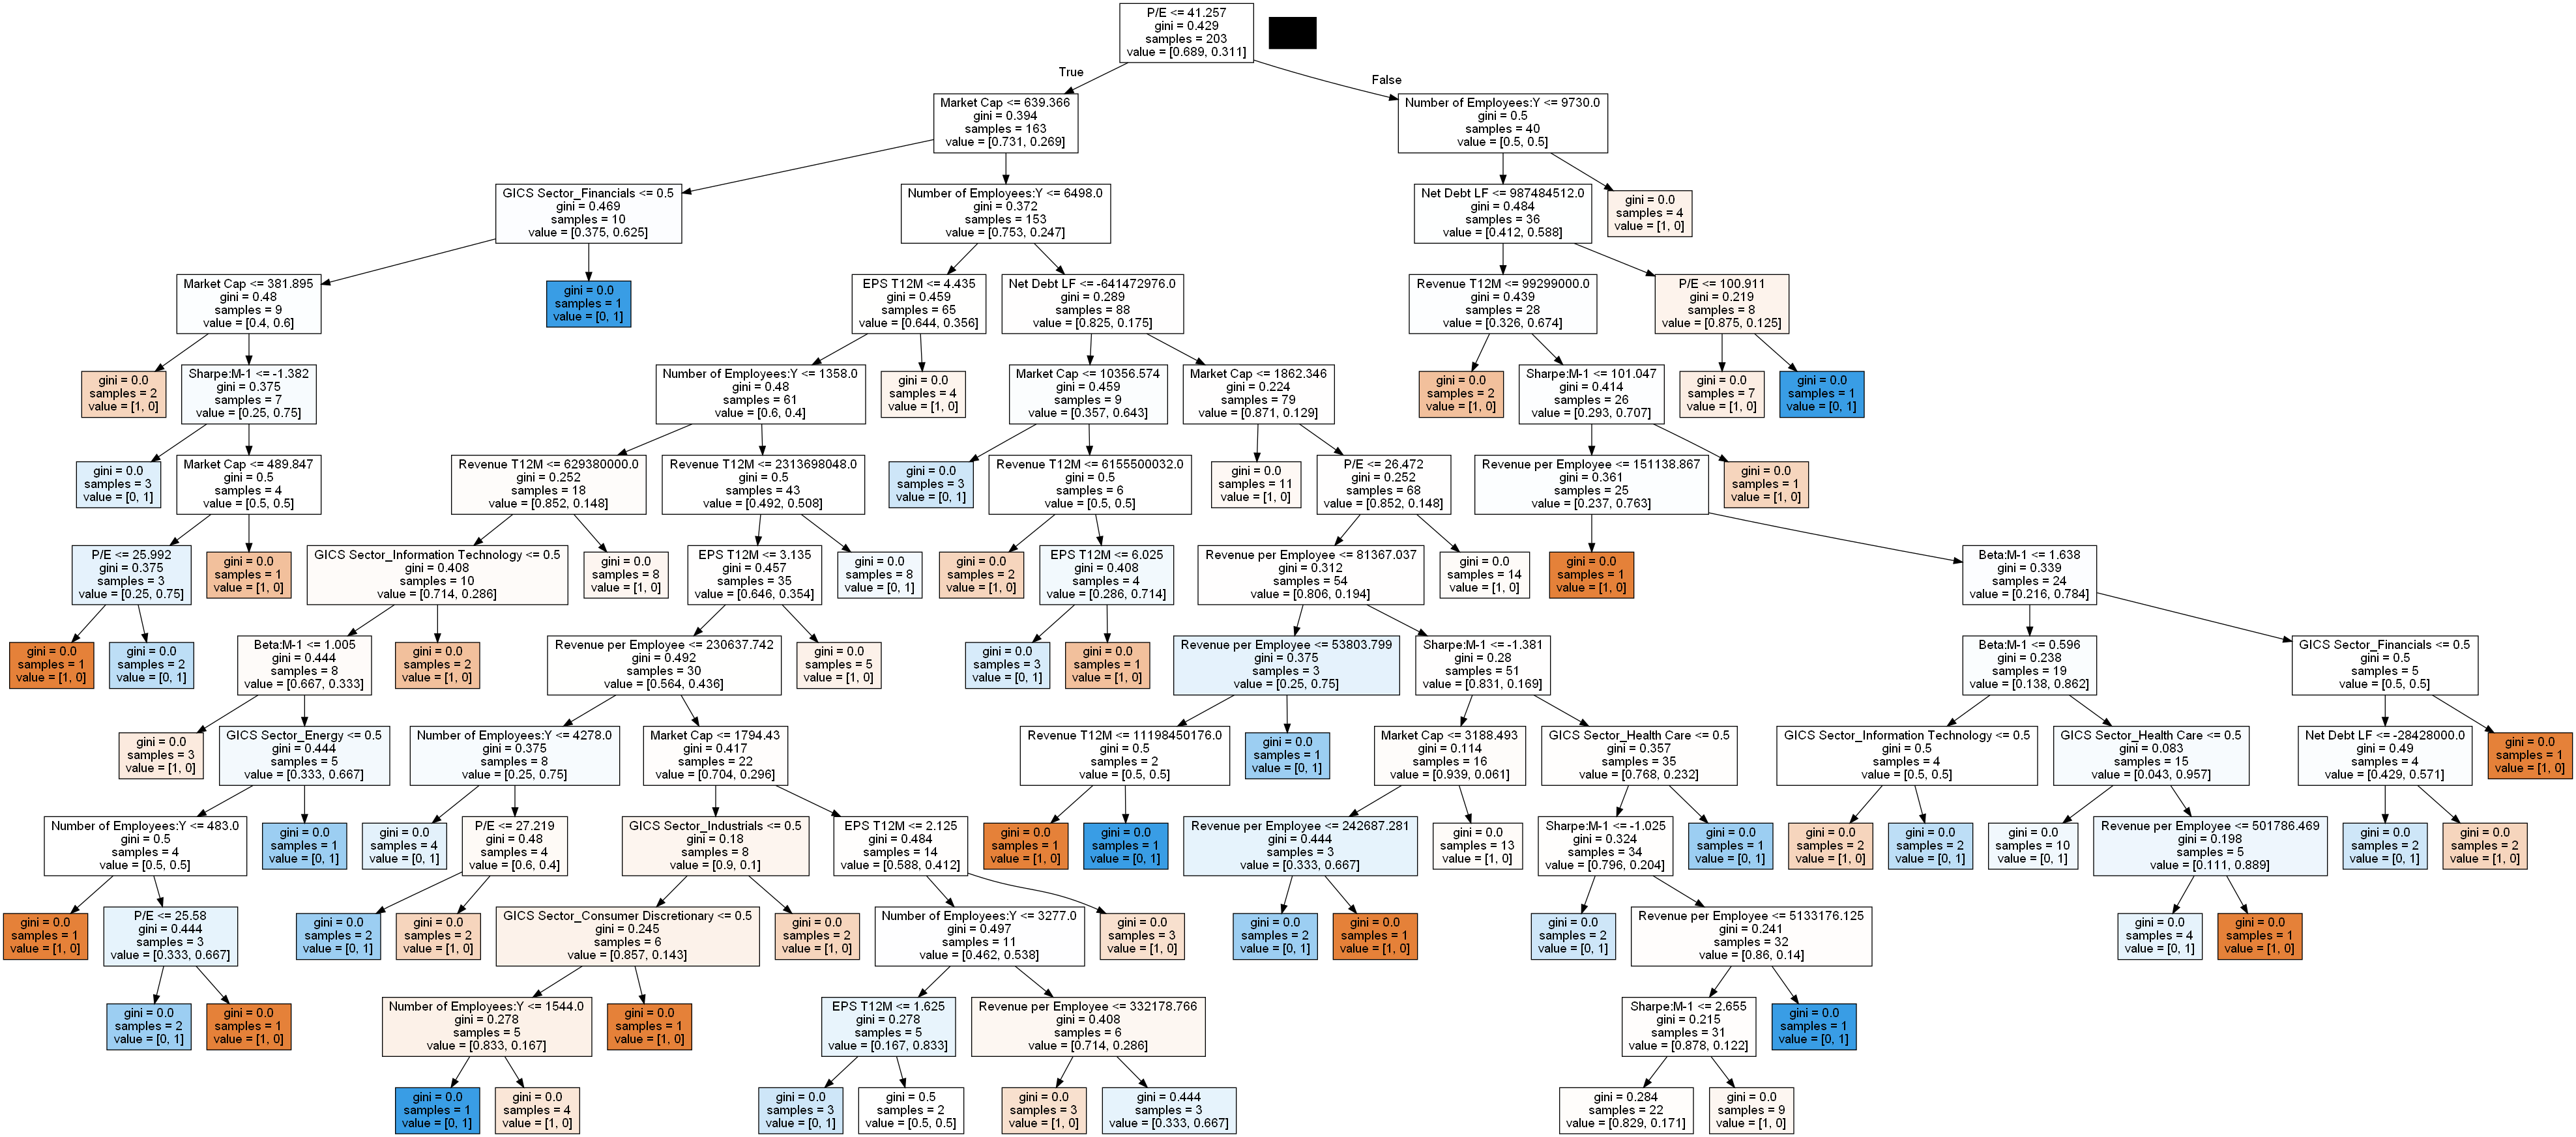 P/E <= 41.257
gini = 0.429
samples = 203
value = [0.689, 0.311]
True
False
Market Cap <= 639.366
gini = 0.394
samples = 163
value = [0.731, 0.269]
Number of Employees:Y <= 9730.0
gini = 0.5
samples = 40
value = [0.5, 0.5]
GICS Sector_Financials <= 0.5
gini = 0.469
samples = 10
value = [0.375, 0.625]
Number of Employees:Y <= 6498.0
gini = 0.372
samples = 153
value = [0.753, 0.247]
Net Debt LF <= 987484512.0
gini = 0.484
samples = 36
value = [0.412, 0.588]
gini = 0.0
samples = 4
value = [1, 0]
Market Cap <= 381.895
gini = 0.48
samples = 9
value = [0.4, 0.6]
gini = 0.0
samples = 1
value = [0, 1]
EPS T12M <= 4.435
gini = 0.459
samples = 65
value = [0.644, 0.356]
Net Debt LF <= -641472976.0
gini = 0.289
samples = 88
value = [0.825, 0.175]
Revenue T12M <= 99299000.0
gini = 0.439
samples = 28
value = [0.326, 0.674]
P/E <= 100.911
gini = 0.219
samples = 8
value = [0.875, 0.125]
gini = 0.0
samples = 2
value = [1, 0]
Sharpe:M-1 <= -1.382
gini = 0.375
samples = 7
value = [0.25, 0.75]
Number of Employees:Y <= 1358.0
gini = 0.48
samples = 61
value = [0.6, 0.4]
gini = 0.0
samples = 4
value = [1, 0]
Market Cap <= 10356.574
gini = 0.459
samples = 9
value = [0.357, 0.643]
Market Cap <= 1862.346
gini = 0.224
samples = 79
value = [0.871, 0.129]
gini = 0.0
samples = 2
value = [1, 0]
Sharpe:M-1 <= 101.047
gini = 0.414
samples = 26
value = [0.293, 0.707]
gini = 0.0
samples = 7
value = [1, 0]
gini = 0.0
samples = 1
value = [0, 1]
gini = 0.0
samples = 3
value = [0, 1]
Market Cap <= 489.847
gini = 0.5
samples = 4
value = [0.5, 0.5]
Revenue T12M <= 629380000.0
gini = 0.252
samples = 18
value = [0.852, 0.148]
Revenue T12M <= 2313698048.0
gini = 0.5
samples = 43
value = [0.492, 0.508]
gini = 0.0
samples = 3
value = [0, 1]
Revenue T12M <= 6155500032.0
gini = 0.5
samples = 6
value = [0.5, 0.5]
gini = 0.0
samples = 11
value = [1, 0]
P/E <= 26.472
gini = 0.252
samples = 68
value = [0.852, 0.148]
Revenue per Employee <= 151138.867
gini = 0.361
samples = 25
value = [0.237, 0.763]
gini = 0.0
samples = 1
value = [1, 0]
P/E <= 25.992
gini = 0.375
samples = 3
value = [0.25, 0.75]
gini = 0.0
samples = 1
value = [1, 0]
GICS Sector_Information Technology <= 0.5
gini = 0.408
samples = 10
value = [0.714, 0.286]
gini = 0.0
samples = 8
value = [1, 0]
EPS T12M <= 3.135
gini = 0.457
samples = 35
value = [0.646, 0.354]
gini = 0.0
samples = 8
value = [0, 1]
gini = 0.0
samples = 2
value = [1, 0]
EPS T12M <= 6.025
gini = 0.408
samples = 4
value = [0.286, 0.714]
Revenue per Employee <= 81367.037
gini = 0.312
samples = 54
value = [0.806, 0.194]
gini = 0.0
samples = 14
value = [1, 0]
gini = 0.0
samples = 1
value = [1, 0]
Beta:M-1 <= 1.638
gini = 0.339
samples = 24
value = [0.216, 0.784]
gini = 0.0
samples = 1
value = [1, 0]
gini = 0.0
samples = 2
value = [0, 1]
Beta:M-1 <= 1.005
gini = 0.444
samples = 8
value = [0.667, 0.333]
gini = 0.0
samples = 2
value = [1, 0]
Revenue per Employee <= 230637.742
gini = 0.492
samples = 30
value = [0.564, 0.436]
gini = 0.0
samples = 5
value = [1, 0]
gini = 0.0
samples = 3
value = [0, 1]
gini = 0.0
samples = 1
value = [1, 0]
Revenue per Employee <= 53803.799
gini = 0.375
samples = 3
value = [0.25, 0.75]
Sharpe:M-1 <= -1.381
gini = 0.28
samples = 51
value = [0.831, 0.169]
Beta:M-1 <= 0.596
gini = 0.238
samples = 19
value = [0.138, 0.862]
GICS Sector_Financials <= 0.5
gini = 0.5
samples = 5
value = [0.5, 0.5]
gini = 0.0
samples = 3
value = [1, 0]
GICS Sector_Energy <= 0.5
gini = 0.444
samples = 5
value = [0.333, 0.667]
Number of Employees:Y <= 4278.0
gini = 0.375
samples = 8
value = [0.25, 0.75]
Market Cap <= 1794.43
gini = 0.417
samples = 22
value = [0.704, 0.296]
Revenue T12M <= 11198450176.0
gini = 0.5
samples = 2
value = [0.5, 0.5]
gini = 0.0
samples = 1
value = [0, 1]
Market Cap <= 3188.493
gini = 0.114
samples = 16
value = [0.939, 0.061]
GICS Sector_Health Care <= 0.5
gini = 0.357
samples = 35
value = [0.768, 0.232]
GICS Sector_Information Technology <= 0.5
gini = 0.5
samples = 4
value = [0.5, 0.5]
GICS Sector_Health Care <= 0.5
gini = 0.083
samples = 15
value = [0.043, 0.957]
Net Debt LF <= -28428000.0
gini = 0.49
samples = 4
value = [0.429, 0.571]
gini = 0.0
samples = 1
value = [1, 0]
Number of Employees:Y <= 483.0
gini = 0.5
samples = 4
value = [0.5, 0.5]
gini = 0.0
samples = 1
value = [0, 1]
gini = 0.0
samples = 4
value = [0, 1]
P/E <= 27.219
gini = 0.48
samples = 4
value = [0.6, 0.4]
GICS Sector_Industrials <= 0.5
gini = 0.18
samples = 8
value = [0.9, 0.1]
EPS T12M <= 2.125
gini = 0.484
samples = 14
value = [0.588, 0.412]
gini = 0.0
samples = 1
value = [1, 0]
gini = 0.0
samples = 1
value = [0, 1]
Revenue per Employee <= 242687.281
gini = 0.444
samples = 3
value = [0.333, 0.667]
gini = 0.0
samples = 13
value = [1, 0]
Sharpe:M-1 <= -1.025
gini = 0.324
samples = 34
value = [0.796, 0.204]
gini = 0.0
samples = 1
value = [0, 1]
gini = 0.0
samples = 2
value = [1, 0]
gini = 0.0
samples = 2
value = [0, 1]
gini = 0.0
samples = 10
value = [0, 1]
Revenue per Employee <= 501786.469
gini = 0.198
samples = 5
value = [0.111, 0.889]
gini = 0.0
samples = 2
value = [0, 1]
gini = 0.0
samples = 2
value = [1, 0]
gini = 0.0
samples = 1
value = [1, 0]
P/E <= 25.58
gini = 0.444
samples = 3
value = [0.333, 0.667]
gini = 0.0
samples = 2
value = [0, 1]
gini = 0.0
samples = 2
value = [1, 0]
GICS Sector_Consumer Discretionary <= 0.5
gini = 0.245
samples = 6
value = [0.857, 0.143]
gini = 0.0
samples = 2
value = [1, 0]
Number of Employees:Y <= 3277.0
gini = 0.497
samples = 11
value = [0.462, 0.538]
gini = 0.0
samples = 3
value = [1, 0]
gini = 0.0
samples = 2
value = [0, 1]
gini = 0.0
samples = 1
value = [1, 0]
gini = 0.0
samples = 2
value = [0, 1]
Revenue per Employee <= 5133176.125
gini = 0.241
samples = 32
value = [0.86, 0.14]
gini = 0.0
samples = 4
value = [0, 1]
gini = 0.0
samples = 1
value = [1, 0]
gini = 0.0
samples = 2
value = [0, 1]
gini = 0.0
samples = 1
value = [1, 0]
Number of Employees:Y <= 1544.0
gini = 0.278
samples = 5
value = [0.833, 0.167]
gini = 0.0
samples = 1
value = [1, 0]
EPS T12M <= 1.625
gini = 0.278
samples = 5
value = [0.167, 0.833]
Revenue per Employee <= 332178.766
gini = 0.408
samples = 6
value = [0.714, 0.286]
Sharpe:M-1 <= 2.655
gini = 0.215
samples = 31
value = [0.878, 0.122]
gini = 0.0
samples = 1
value = [0, 1]
gini = 0.0
samples = 1
value = [0, 1]
gini = 0.0
samples = 4
value = [1, 0]
gini = 0.0
samples = 3
value = [0, 1]
gini = 0.5
samples = 2
value = [0.5, 0.5]
gini = 0.0
samples = 3
value = [1, 0]
gini = 0.444
samples = 3
value = [0.333, 0.667]
gini = 0.284
samples = 22
value = [0.829, 0.171]
gini = 0.0
samples = 9
value = [1, 0]